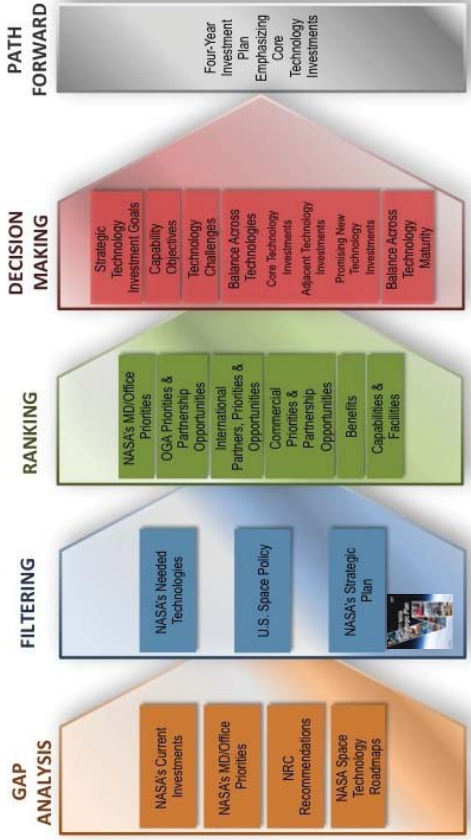 GAP
ANALYSIS
NASA's Current
Investments
NASA's MD/Office
Priorities
NRC
Recommendations
NASA Space
Technology
Roadmaps
FILTERING
NASA's Needed
Technologies
U.S. Space Policy
NASA's Strategic
Plan
RANKING
NASA's MD/Office
Priorities
OGA Priorities &
Partnership
Opportunities
International
Partners, Priorities &
Opportunities
Commercial
Priorities &
Partnership
Opportunities
Benefits
Capabilities &
Facilities
DECISION
MAKING
Strategic
Technology
Investment Goals
Capability
Objectives
Technology
Challenges
Balance Across
Technologies
Core Technology
Investments
Adjacent Technology
Investments
Promising New
Technology
Investments
Balance Across
Technology
Maturity
PATH
FORWARD
Four-Year
Investment
Plan
Emphasizing
Core
Technology
Investments